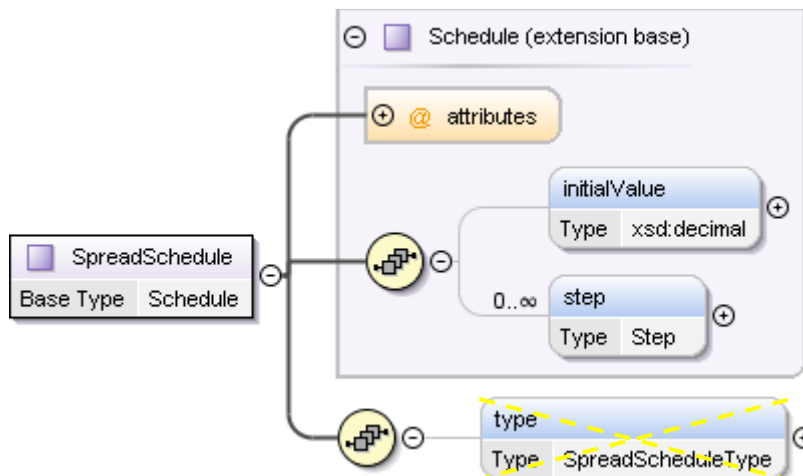 Schedule (extension base)
@ attributes
initialValue
Type xsd:decimal
SpreadSchedule
Base Type Schedule
0..∞
step
Type Step
type
Type SpreadScheduleType